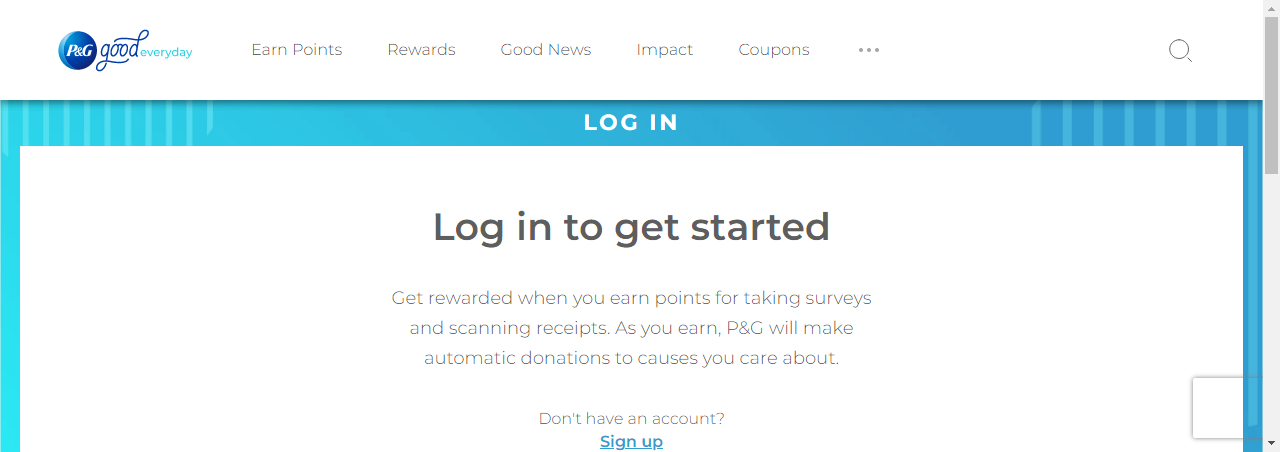 P&G good everyday
Earn Points
Rewards
Good News
Impact
Coupons
LOG IN
Log in to get started
Get rewarded when you earn points for taking surveys
and scanning receipts. As you earn, P&G will make
automatic donations to causes you care about.
Don't have an account?
Sign up